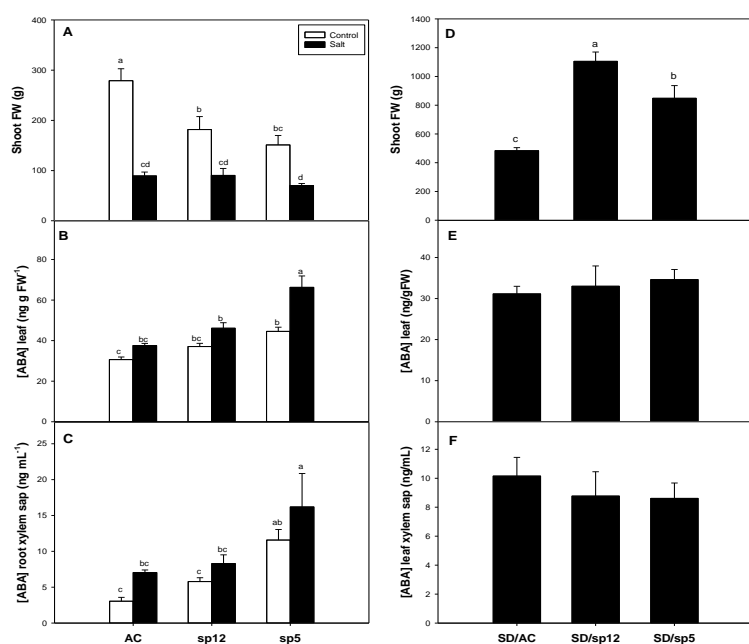 A
Control
Salt
Shoot FW (g)
400
300
200
100
0
a
b
bc
cd
cd
d
B
[ABA] leaf (ng g FW-1)
80
60
40
20
0
c
bc
bc
b
b
a
C
[ABA] root xylem sap (ng mL-1)
25
20
15
10
5
0
c
bc
c
bc
ab
a
AC sp12 sp5
D
Shoot FW (g)
1400
1200
1000
800
600
400
200
0
c
a
b
E
[ABA] leaf (ng/gFW)
40
30
20
10
0
F
[ABA] leaf xylem sap (ng/mL)
12
10
8
6
4
2
0
SD/AC SD/sp12 SD/sp5